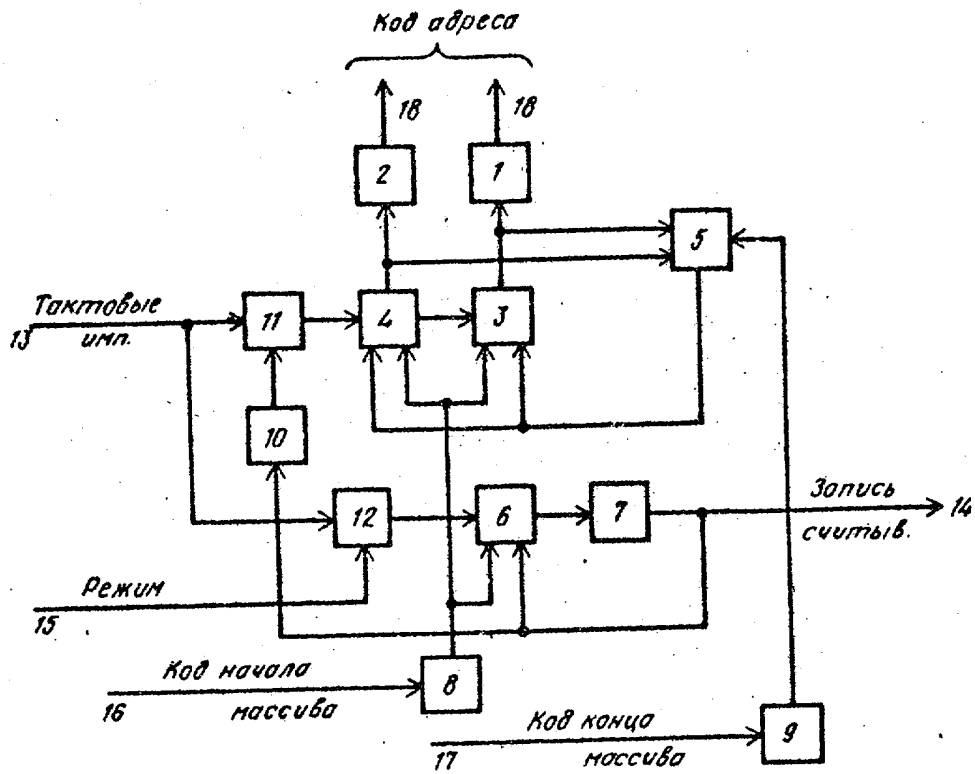 Код адреса
18
18
2
1
5
Тактовые
13
имп.
11
4
3
10
12
6
7
Запись
14
считыв.
Режим
15
Код начала
8
16
массива
Код конца
9
17
массива